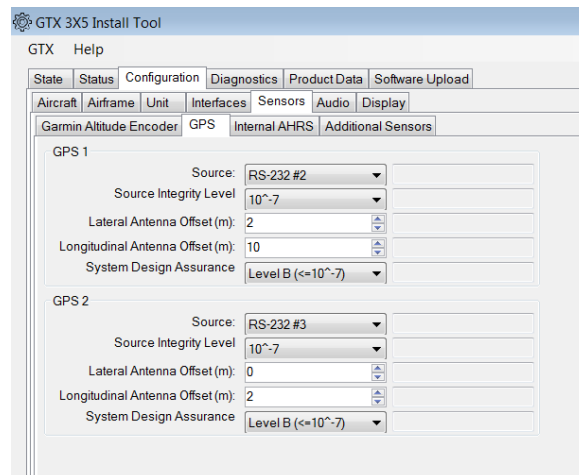 GTX 3X5 Install Tool
GTX Help
State Status Configuration Diagnostics Product Data Software Upload
Aircraft Airframe Unit Interfaces Sensors Audio Display
Garmin Altitude Encoder GPS Internal AHRS Additional Sensors
GPS 1
Source: RS-232 #2
Source Integrity Level 10^-7
Lateral Antenna Offset (m): 2
Longitudinal Antenna Offset (m): 10
System Design Assurance Level B (<=10^-7)
GPS 2
Source: RS-232 #3
Source Integrity Level 10^-7
Lateral Antenna Offset (m): 0
Longitudinal Antenna Offset (m): 2
System Design Assurance Level B (<=10^-7)